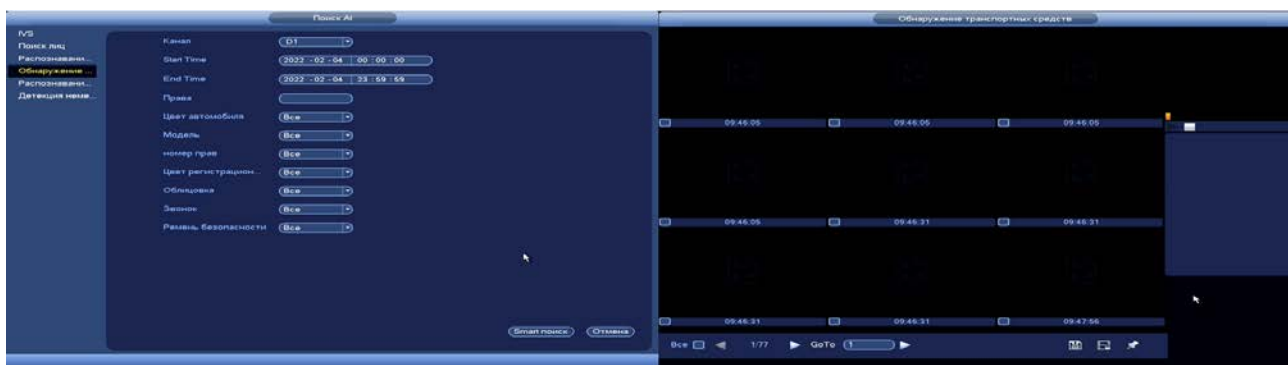 Поиск AI
IVS
Поиск лиц
Распознавани...
Обнаружение ...
Распознавани...
Детекция неме...
Канал D1
Start Time 2022 - 02 - 04 00 : 00 : 00
End Time 2022 - 02 - 04 23 : 59 : 59
Права
Цвет автомобиля Все
Модель Все
номер прав Все
Цвет регистрацион... Все
Облицовка Все
Звонок Все
Ремень безопасности Все
Smart поиск Отмена
Обнаружение транспортных средств
09:46:05 09:46:05 09:46:05
09:46:05 09:46:31 09:46:31
09:46:31 09:46:31 09:47:56
Все 1/77 GoTo 1